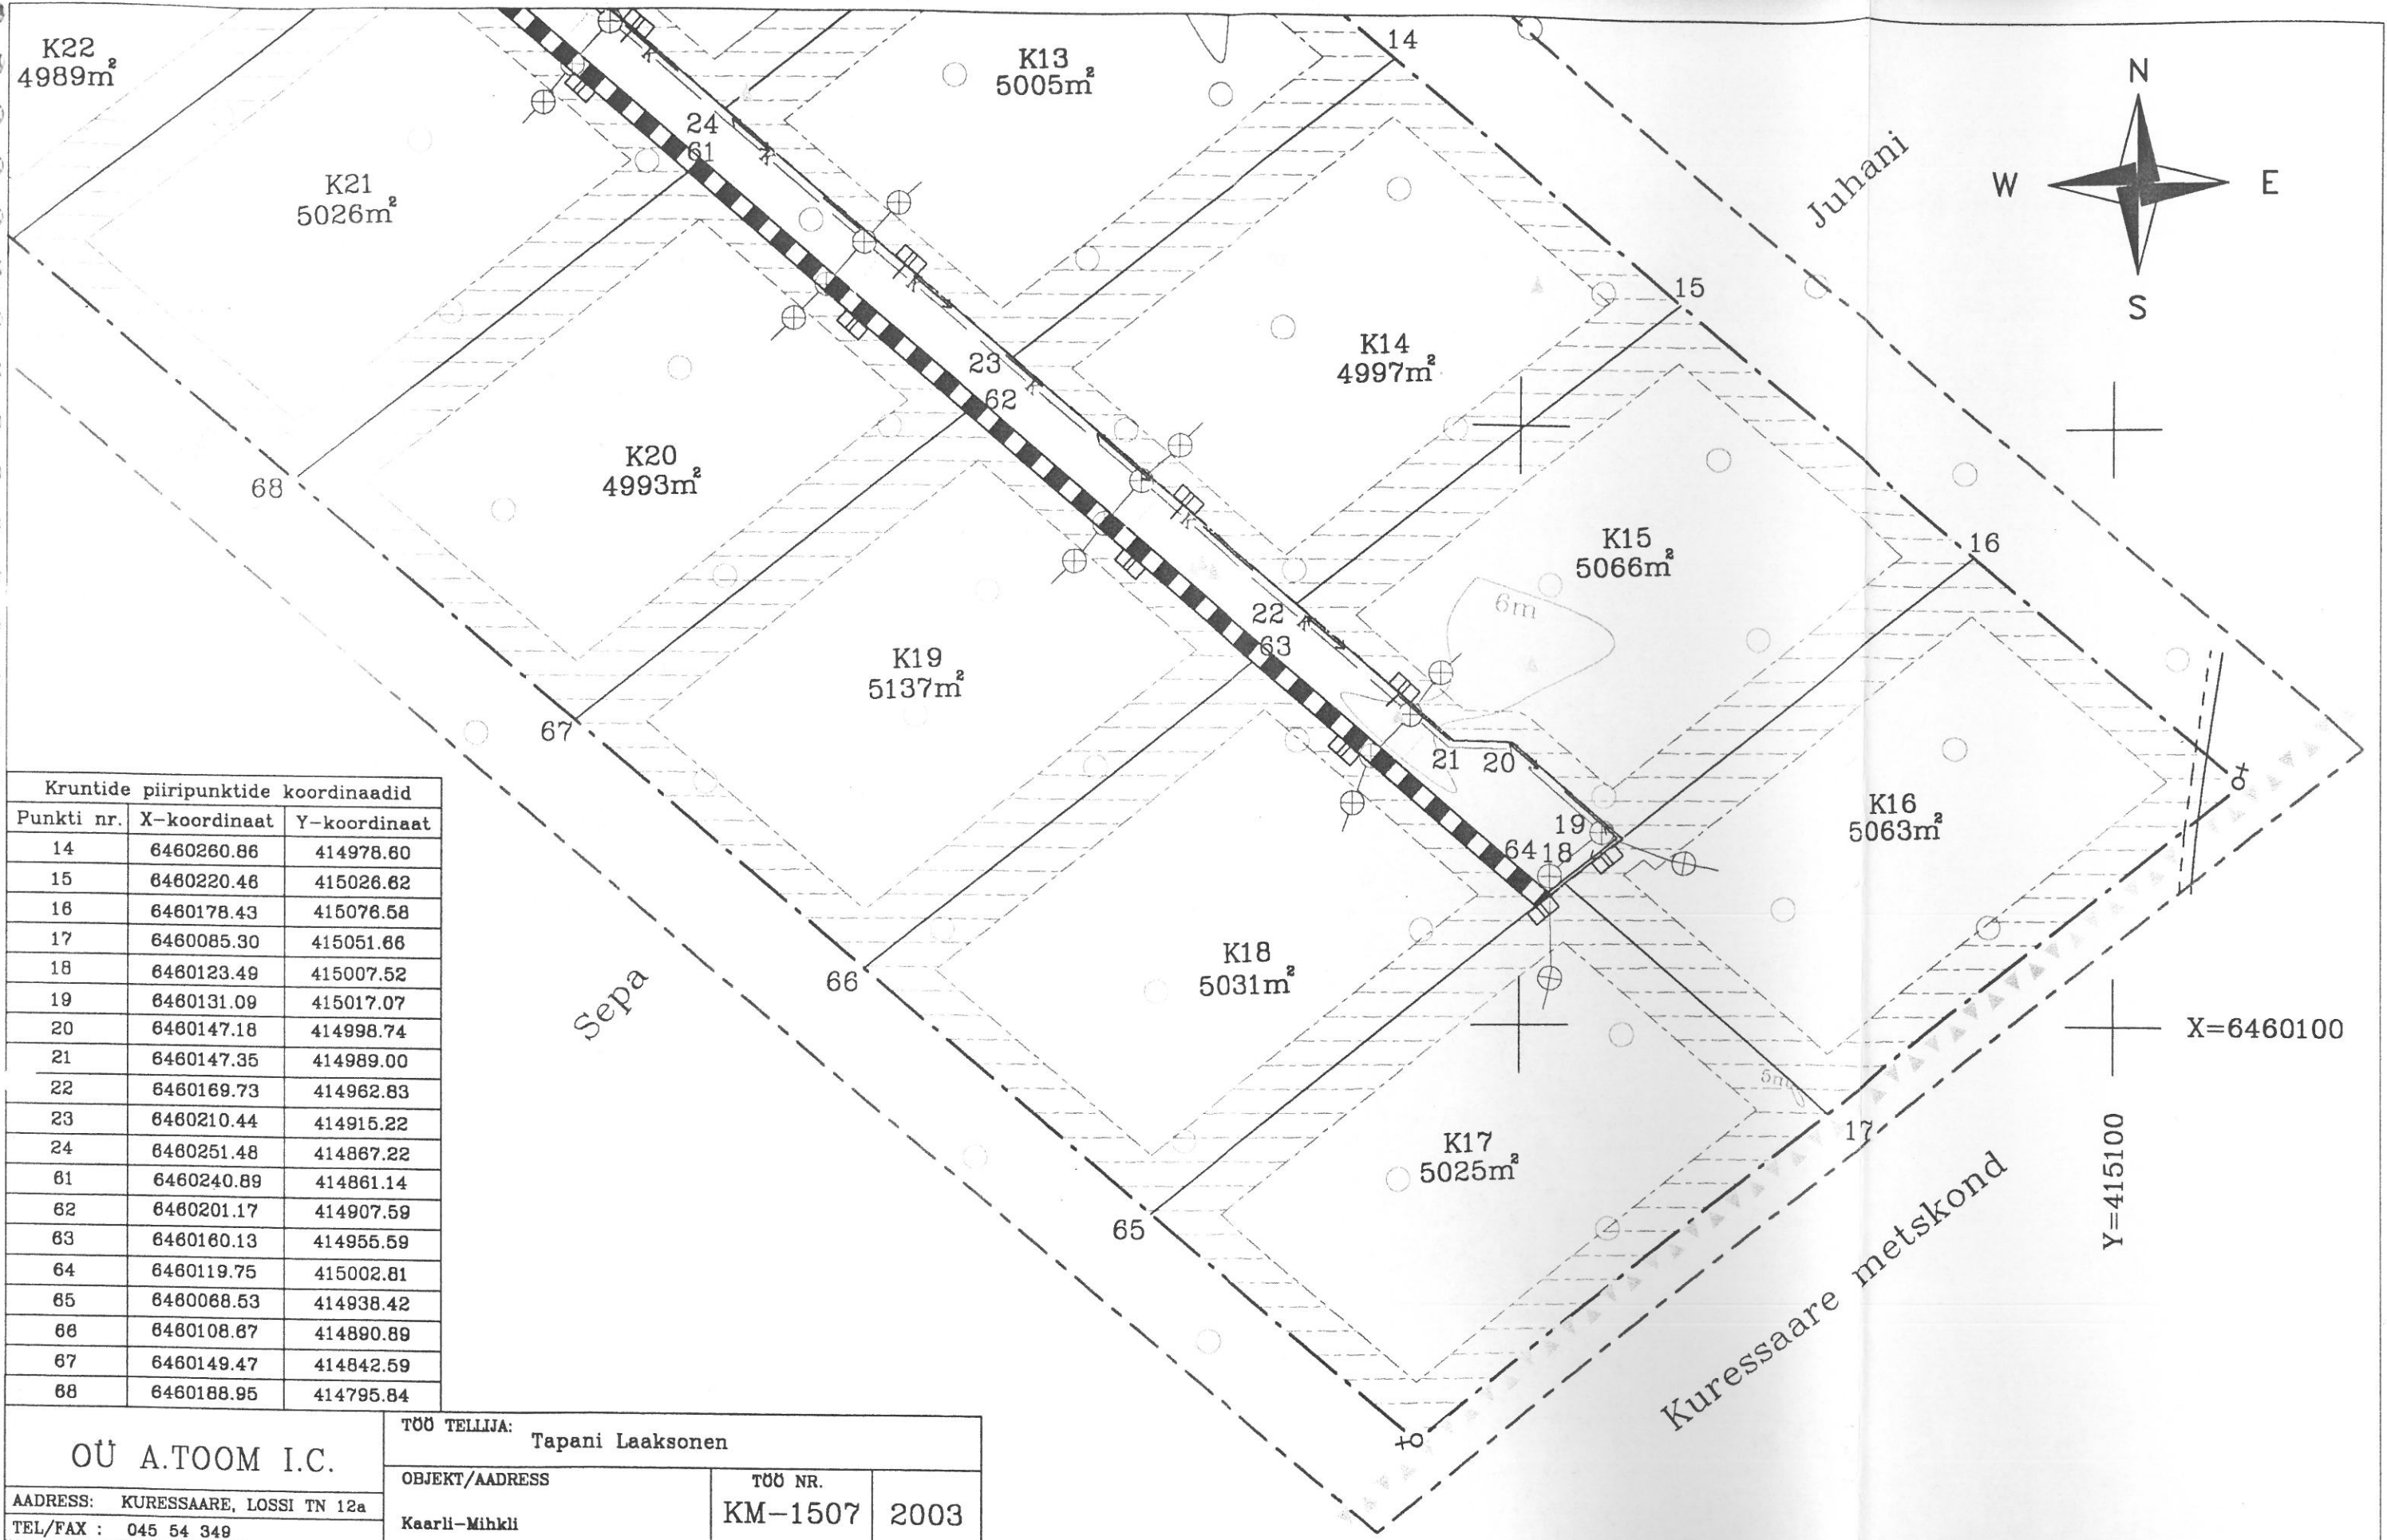 K22
4989m²
K13
5005m²
14
N
W
E
S
24
61
K21
5026m²
Juhani
15
K14
4997m²
23
62
K20
4993m²
68
K15
5066m²
16
6m
22
63
K19
5137m²
67
21
20
K16
5063m²
19
64
18
K18
5031m²
66
Sepa
X=6460100
5m
17
K17
5025m²
65
Y=415100
Kuressaare metskond
K
K
K
K
K
K
Kruntide piiripunktide koordinaadid
Punkti nr. X-koordinaat Y-koordinaat
14 6460260.86 414978.60
15 6460220.46 415026.62
16 6460178.43 415076.58
17 6460085.30 415051.66
18 6460123.49 415007.52
19 6460131.09 415017.07
20 6460147.18 414998.74
21 6460147.35 414989.00
22 6460169.73 414962.83
23 6460210.44 414915.22
24 6460251.48 414867.22
61 6460240.89 414861.14
62 6460201.17 414907.59
63 6460160.13 414955.59
64 6460119.75 415002.81
65 6460068.53 414938.42
66 6460108.67 414890.89
67 6460149.47 414842.59
68 6460188.95 414795.84
OÜ A.TOOM I.C.
AADRESS: KURESSAARE, LOSSI TN 12a
TEL/FAX : 045 54 349
TÖÖ TELLIJA:
Tapani Laaksonen
OBJEKT/AADRESS
Kaarli-Mihkli
TÖÖ NR.
KM-1507
2003